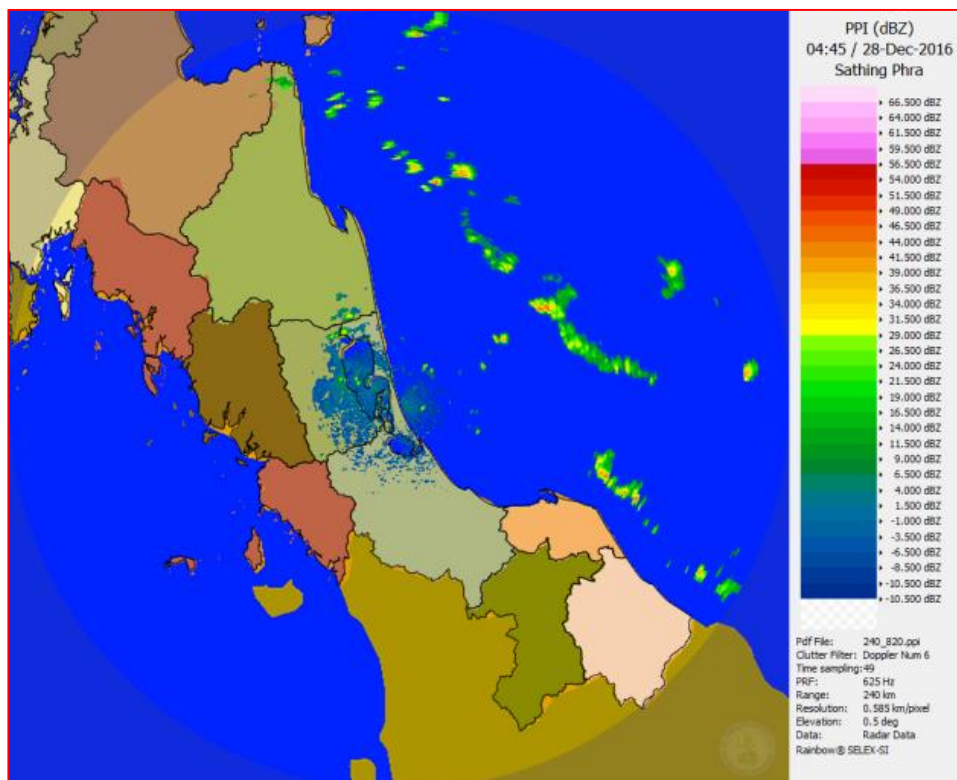 PPI (dBZ)
04:45 / 28-Dec-2016
Sathing Phra
66.500 dBZ
64.000 dBZ
61.500 dBZ
59.500 dBZ
56.500 dBZ
54.000 dBZ
51.500 dBZ
49.000 dBZ
46.500 dBZ
44.000 dBZ
41.500 dBZ
39.000 dBZ
36.500 dBZ
34.000 dBZ
31.500 dBZ
29.000 dBZ
26.500 dBZ
24.000 dBZ
21.500 dBZ
19.000 dBZ
16.500 dBZ
14.000 dBZ
11.500 dBZ
9.000 dBZ
6.500 dBZ
4.000 dBZ
1.500 dBZ
-1.000 dBZ
-3.500 dBZ
-6.500 dBZ
-8.500 dBZ
-10.500 dBZ
-10.500 dBZ
Pdf File: 240_820.ppi
Clutter Filter: Doppler Num 6
Time sampling: 49
PRF: 625 Hz
Range: 240 km
Resolution: 0.585 km/pixel
Elevation: 0.5 deg
Data: Radar Data
Rainbow® SELEX-SI